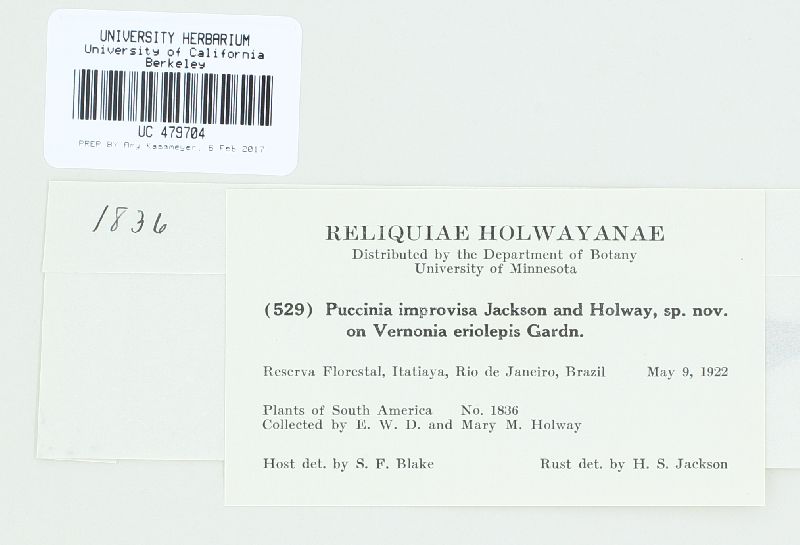 UNIVERSITY HERBARIUM
University of California
Berkeley
UC 479704
PREP BY Amy Kasameyer, 6 Feb 2017
1836
RELIQUIAE HOLWAYANAE
Distributed by the Department of Botany
University of Minnesota
(529) Puccinia improvisa Jackson and Holway, sp. nov.
on Vernonia eriolepis Gardn.
Reserva Florestal, Itatiaya, Rio de Janeiro, Brazil May 9, 1922
Plants of South America No. 1836
Collected by E. W. D. and Mary M. Holway
Host det. by S. F. Blake Rust det. by H. S. Jackson